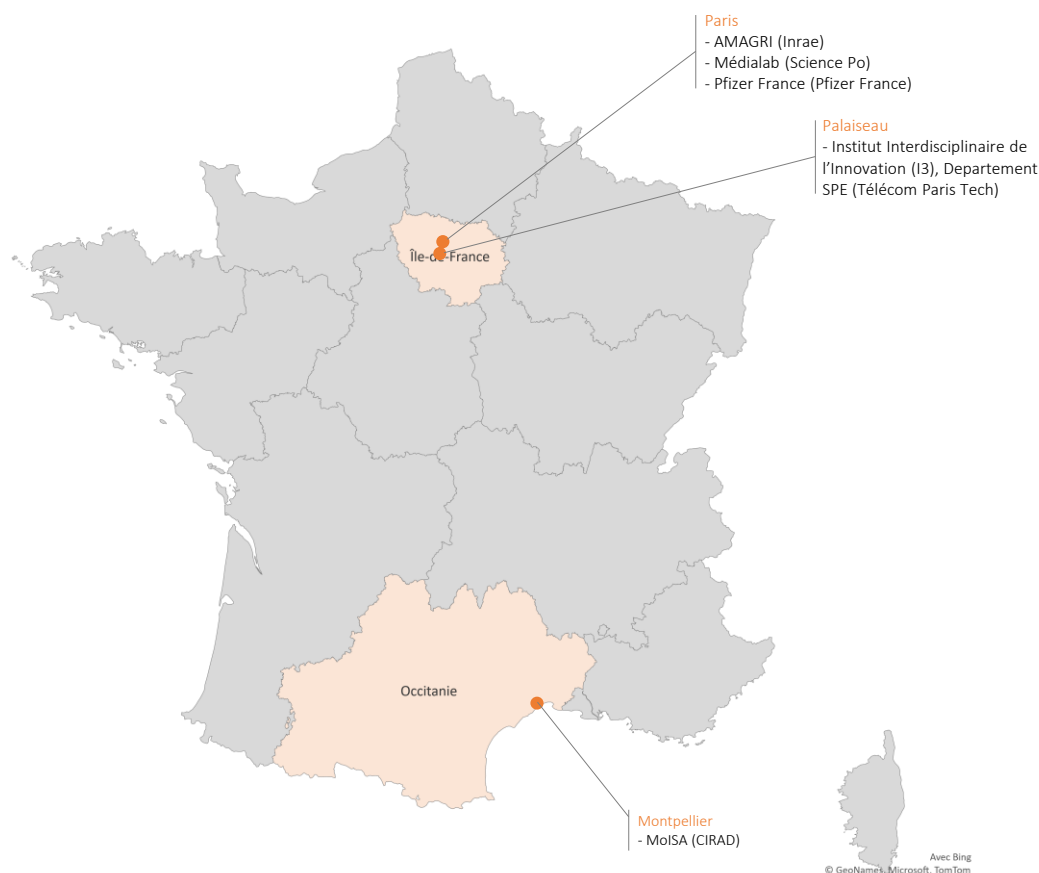 Paris
- AMAGRI (Inrae)
- Médialab (Science Po)
- Pfizer France (Pfizer France)
Palaiseau
- Institut Interdisciplinaire de
l'Innovation (I3), Departement
SPE (Télécom Paris Tech)
Île-de-France
Occitanie
Montpellier
- MoISA (CIRAD)
Avec Bing
© GeoNames, Microsoft, TomTom